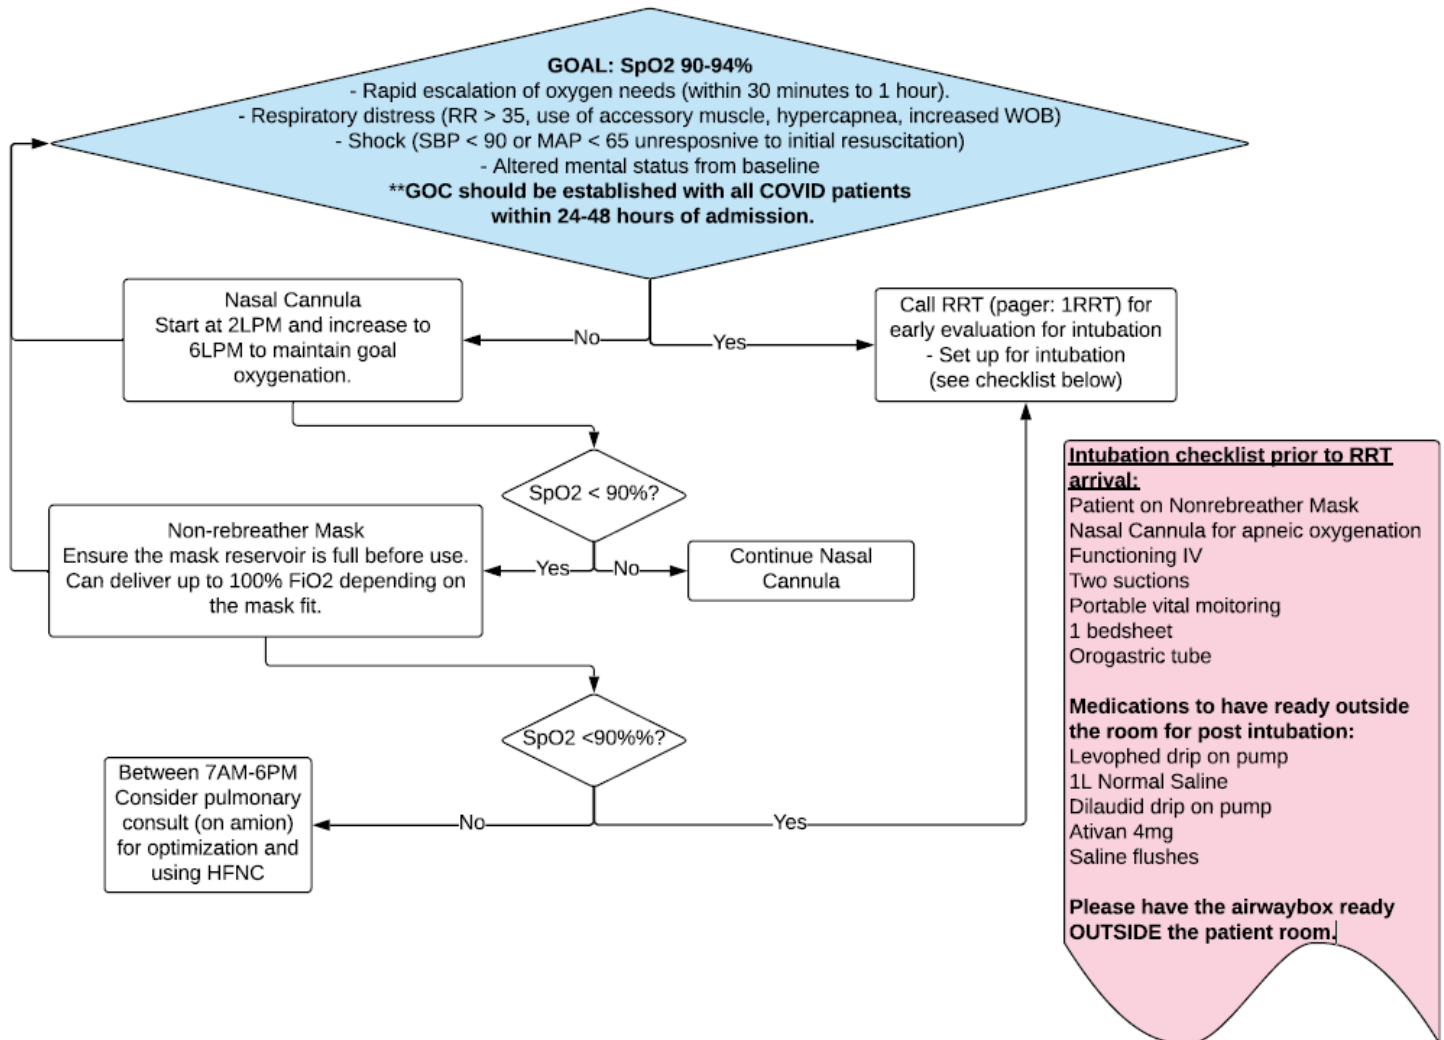 GOAL: SpO2 90-94%
- Rapid escalation of oxygen needs (within 30 minutes to 1 hour).
- Respiratory distress (RR > 35, use of accessory muscle, hypercapnea, increased WOB)
- Shock (SBP < 90 or MAP < 65 unresposnive to initial resuscitation)
- Altered mental status from baseline
**GOC should be established with all COVID patients
within 24-48 hours of admission.
Nasal Cannula
Start at 2LPM and increase to
6LPM to maintain goal
oxygenation.
No
Yes
Call RRT (pager: 1RRT) for
early evaluation for intubation
- Set up for intubation
(see checklist below)
SpO2 < 90%?
Non-rebreather Mask
Ensure the mask reservoir is full before use.
Can deliver up to 100% FiO2 depending on
the mask fit.
Yes
No
Continue Nasal
Cannula
SpO2 <90%%?
Between 7AM-6PM
Consider pulmonary
consult (on amion)
for optimization and
using HFNC
No
Yes
Intubation checklist prior to RRT
arrival:
Patient on Nonrebreather Mask
Nasal Cannula for apneic oxygenation
Functioning IV
Two suctions
Portable vital moitoring
1 bedsheet
Orogastric tube
Medications to have ready outside
the room for post intubation:
Levophed drip on pump
1L Normal Saline
Dilaudid drip on pump
Ativan 4mg
Saline flushes
Please have the airwaybox ready
OUTSIDE the patient room.